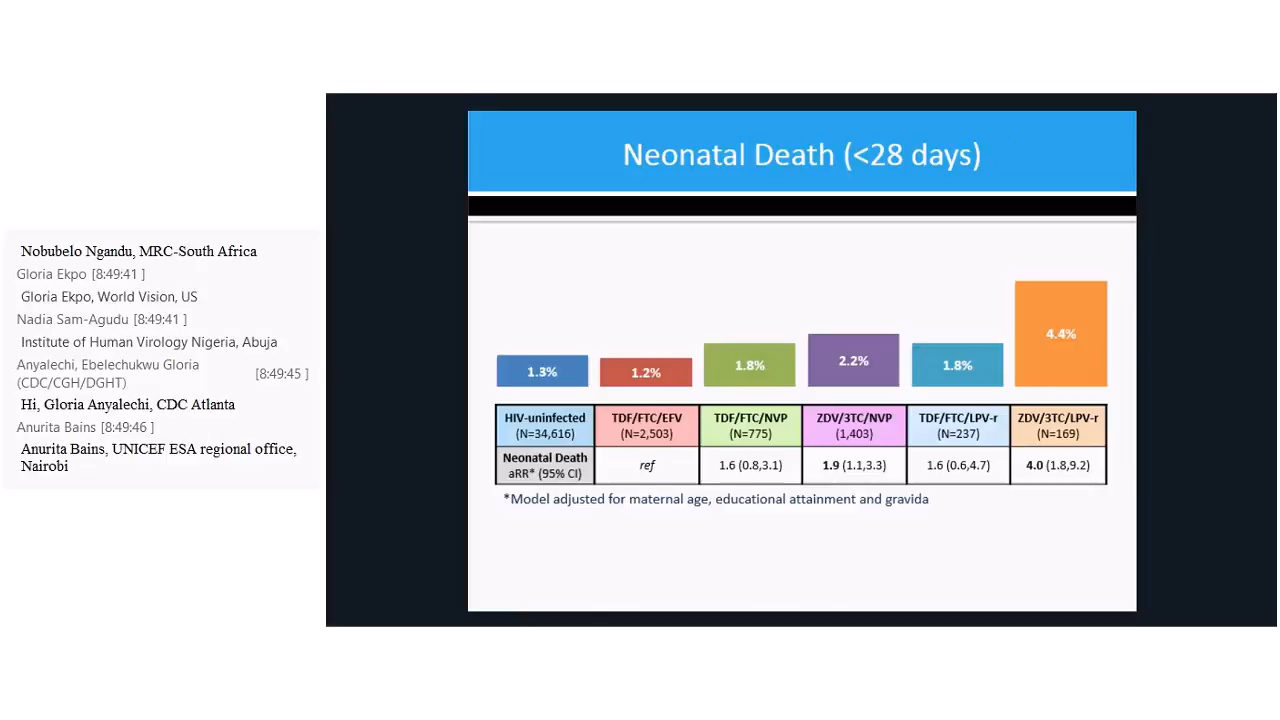 Nobubelo Ngandu, MRC-South Africa
Gloria Ekpo [8:49:41 ]
Gloria Ekpo, World Vision, US
Nadia Sam-Agudu [8:49:41 ]
Institute of Human Virology Nigeria, Abuja
Anyalechi, Ebelechukwu Gloria
(CDC/CGH/DGHT) [8:49:45 ]
Hi, Gloria Anyalechi, CDC Atlanta
Anurita Bains [8:49:46 ]
Anurita Bains, UNICEF ESA regional office,
Nairobi
Neonatal Death (<28 days)
1.3% 1.2% 1.8% 2.2% 1.8% 4.4%
HIV-uninfected TDF/FTC/EFV TDF/FTC/NVP ZDV/3TC/NVP TDF/FTC/LPV-r ZDV/3TC/LPV-r
(N=34,616) (N=2,503) (N=775) (1,403) (N=237) (N=169)
Neonatal Death
aRR* (95% CI) ref 1.6 (0.8,3.1) 1.9 (1.1,3.3) 1.6 (0.6,4.7) 4.0 (1.8,9.2)
*Model adjusted for maternal age, educational attainment and gravida